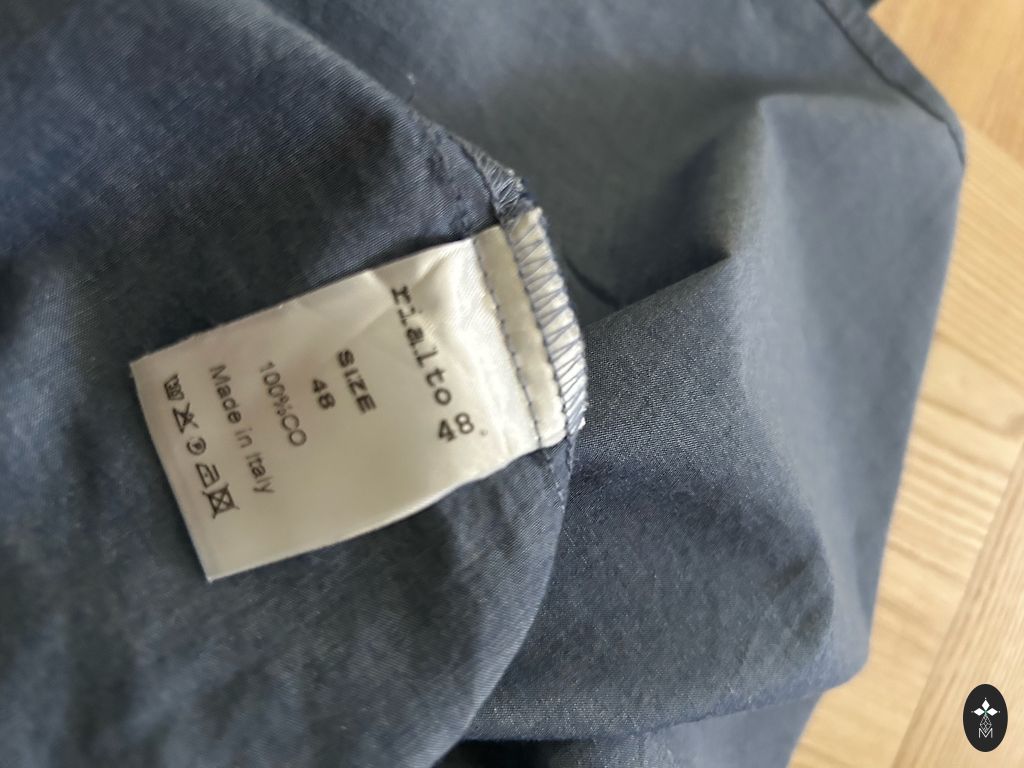 rialto 48.
SIZE
48
100%CO
Made in Italy
M